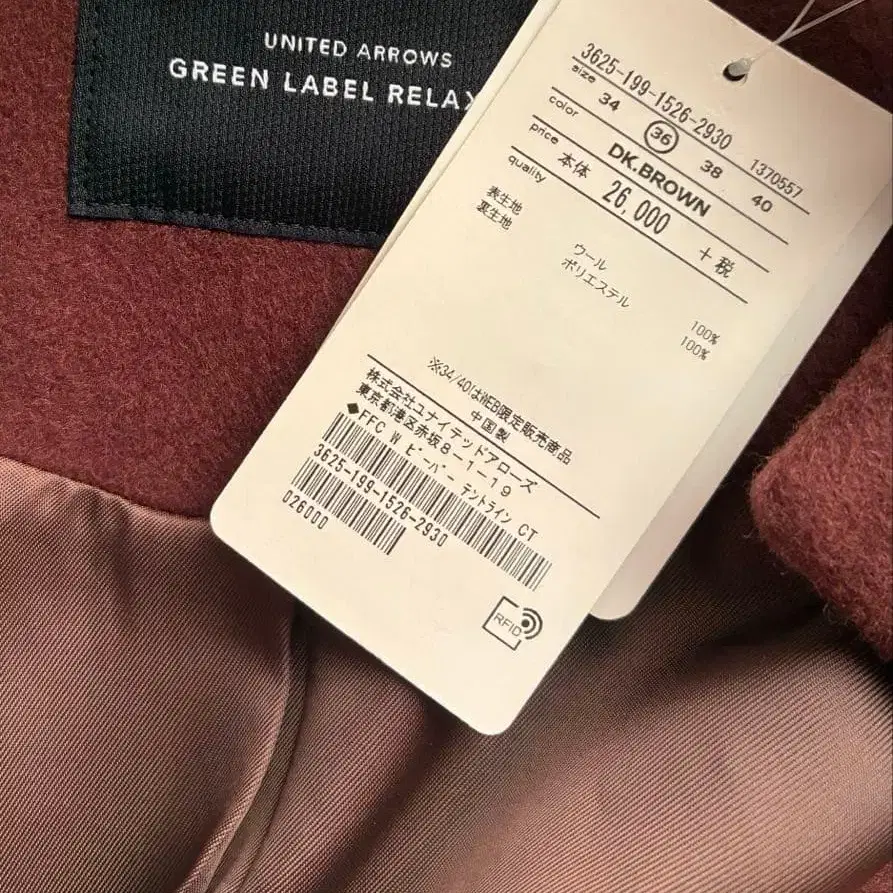 UNITED ARROWS
GREEN LABEL RELAX
3625-199-1526-2930 1370557
size 34 36 38 40
color DK.BROWN
price 本体 26,000 +税
quality
表生地 ウール 100%
裏生地 ポリエステル 100%
※34/40はWEB限定販売商品
中国製
株式会社ユナイテッドアローズ
東京都港区赤坂8-1-19
◆FFC W ビーバー テントライン CT
3625-199-1526-2930
026000
RFID